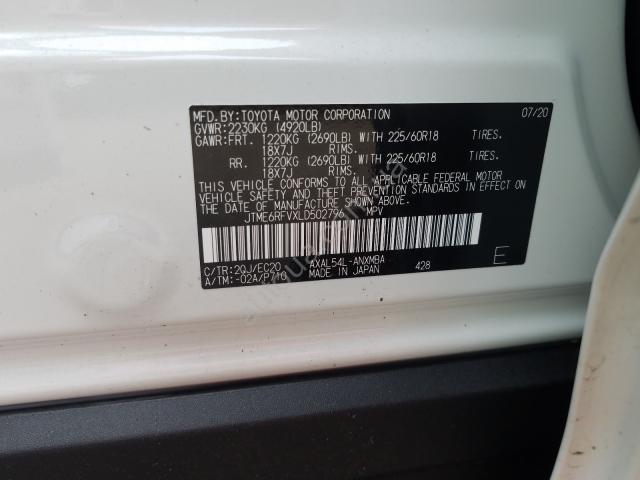 MFD.BY:TOYOTA MOTOR CORPORATION 07/20
GVWR:2230KG (4920LB)
GAWR:FRT. 1220KG (2690LB) WITH 225/60R18 TIRES.
18X7J RIMS.
RR. 1220KG (2690LB) WITH 225/60R18 TIRES.
18X7J RIMS.
THIS VEHICLE CONFORMS TO ALL APPLICABLE FEDERAL MOTOR
VEHICLE SAFETY AND THEFT PREVENTION STANDARDS IN EFFECT
ON THE DATE OF MANUFACTURE SHOWN ABOVE.
JTME6RFVXLD502796 MPV
C/TR:20J/EC20 AXAL54L-ANXMBA 428 E
A/TM:-02A/P710 MADE IN JAPAN